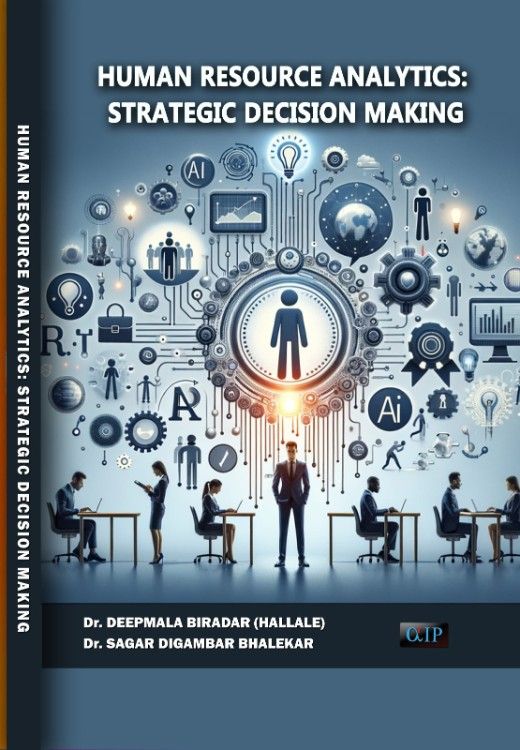 HUMAN RESOURCE ANALYTICS:
STRATEGIC DECISION MAKING
HUMAN RESOURCE ANALYTICS: STRATEGIC DECISION MAKING
AI
R.T
R
Ai
Dr. DEEPMALA BIRADAR (HALLALE)
Dr. SAGAR DIGAMBAR BHALEKAR
αIP